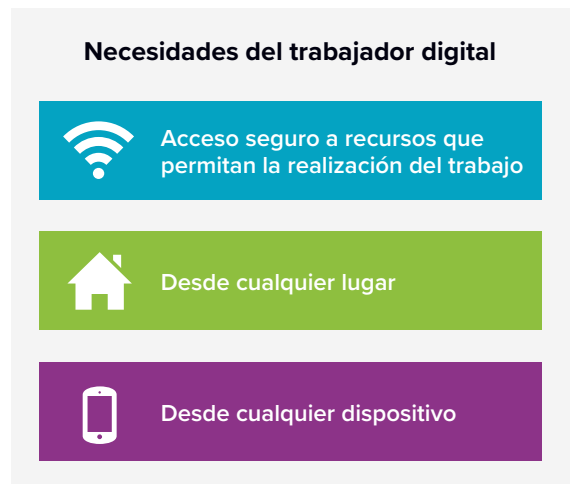 Necesidades del trabajador digital
Acceso seguro a recursos que
permitan la realización del trabajo
Desde cualquier lugar
Desde cualquier dispositivo